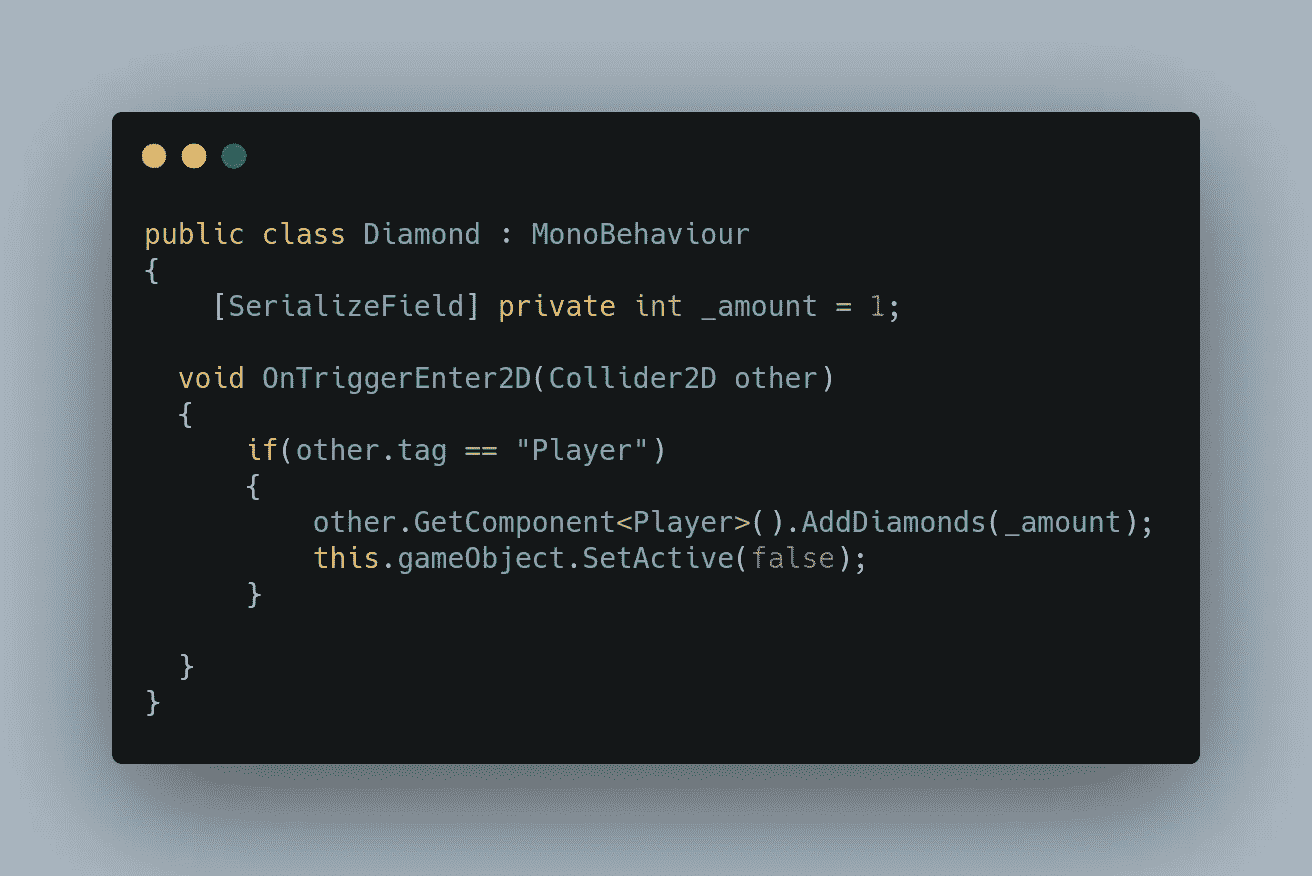 public class Diamond : MonoBehaviour
{
    [SerializeField] private int _amount = 1;

  void OnTriggerEnter2D(Collider2D other)
  {
      if(other.tag == "Player")
      {
          other.GetComponent<Player>().AddDiamonds(_amount);
          this.gameObject.SetActive(false);
      }

  }
}